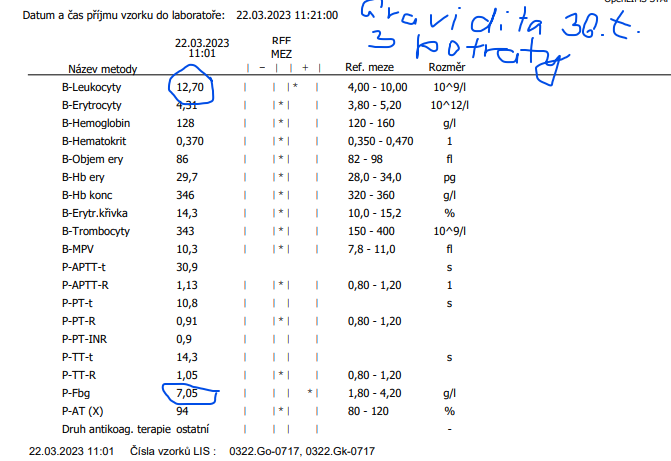 Datum a čas příjmu vzorku do laboratoře: 22.03.2023 11:21:00
Gravidita 30.t.
3 potraty
22.03.2023 RFF
11:01 MEZ
Název metody | - | | + | Ref. meze Rozměr
B-Leukocyty 12,70 | | |* | 4,00 - 10,00 10^9/l
B-Erytrocyty 4,31 | |*| | 3,80 - 5,20 10^12/l
B-Hemoglobin 128 | |*| | 120 - 160 g/l
B-Hematokrit 0,370 | |*| | 0,350 - 0,470 1
B-Objem ery 86 | |*| | 82 - 98 fl
B-Hb ery 29,7 | |*| | 28,0 - 34,0 pg
B-Hb konc 346 | |*| | 320 - 360 g/l
B-Erytr.křivka 14,3 | |*| | 10,0 - 15,2 %
B-Trombocyty 343 | |*| | 150 - 400 10^9/l
B-MPV 10,3 | |*| | 7,8 - 11,0 fl
P-APTT-t 30,9 | | | | s
P-APTT-R 1,13 | |*| | 0,80 - 1,20 1
P-PT-t 10,8 | | | | s
P-PT-R 0,91 | |*| | 0,80 - 1,20
P-PT-INR 0,9 | | | |
P-TT-t 14,3 | | | | s
P-TT-R 1,05 | |*| | 0,80 - 1,20
P-Fbg 7,05 | | | *| 1,80 - 4,20 g/l
P-AT (X) 94 | |*| | 80 - 120 %
Druh antikoag. terapie ostatní | | | | -
22.03.2023 11:01 Čísla vzorků LIS : 0322.Go-0717, 0322.Gk-0717